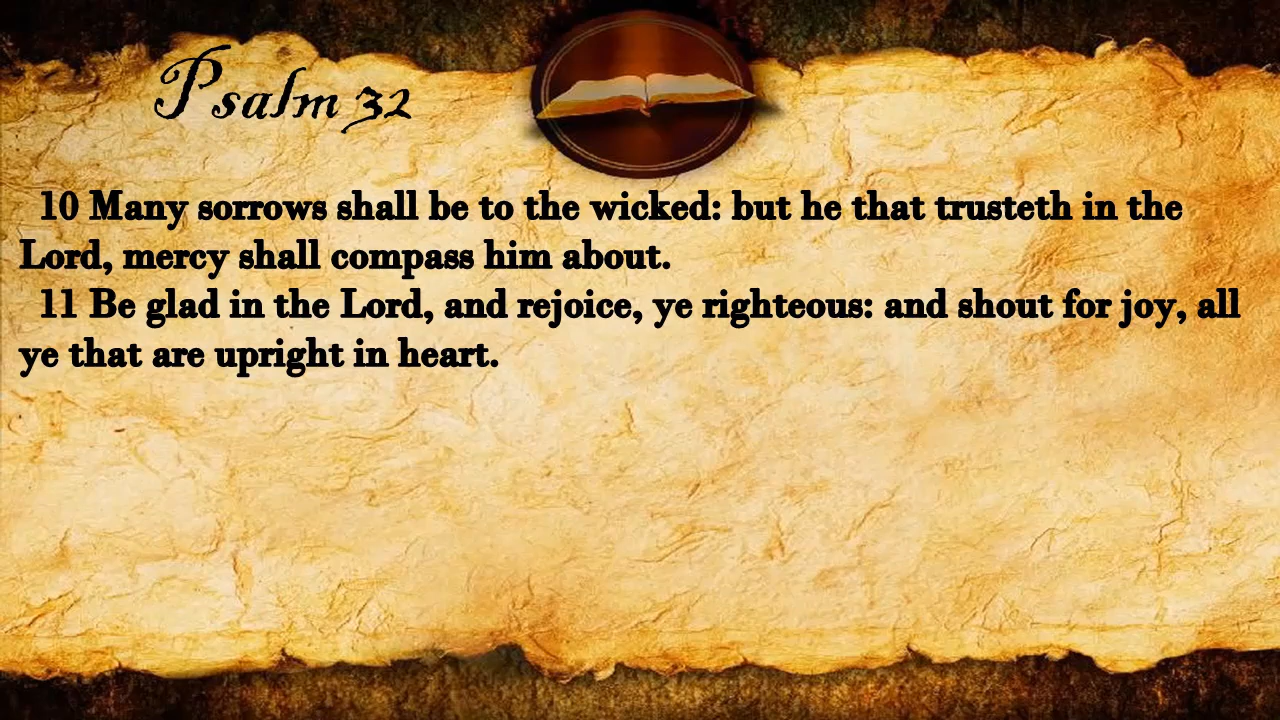 Psalm 32
10 Many sorrows shall be to the wicked: but he that trusteth in the
Lord, mercy shall compass him about.
11 Be glad in the Lord, and rejoice, ye righteous: and shout for joy, all
ye that are upright in heart.